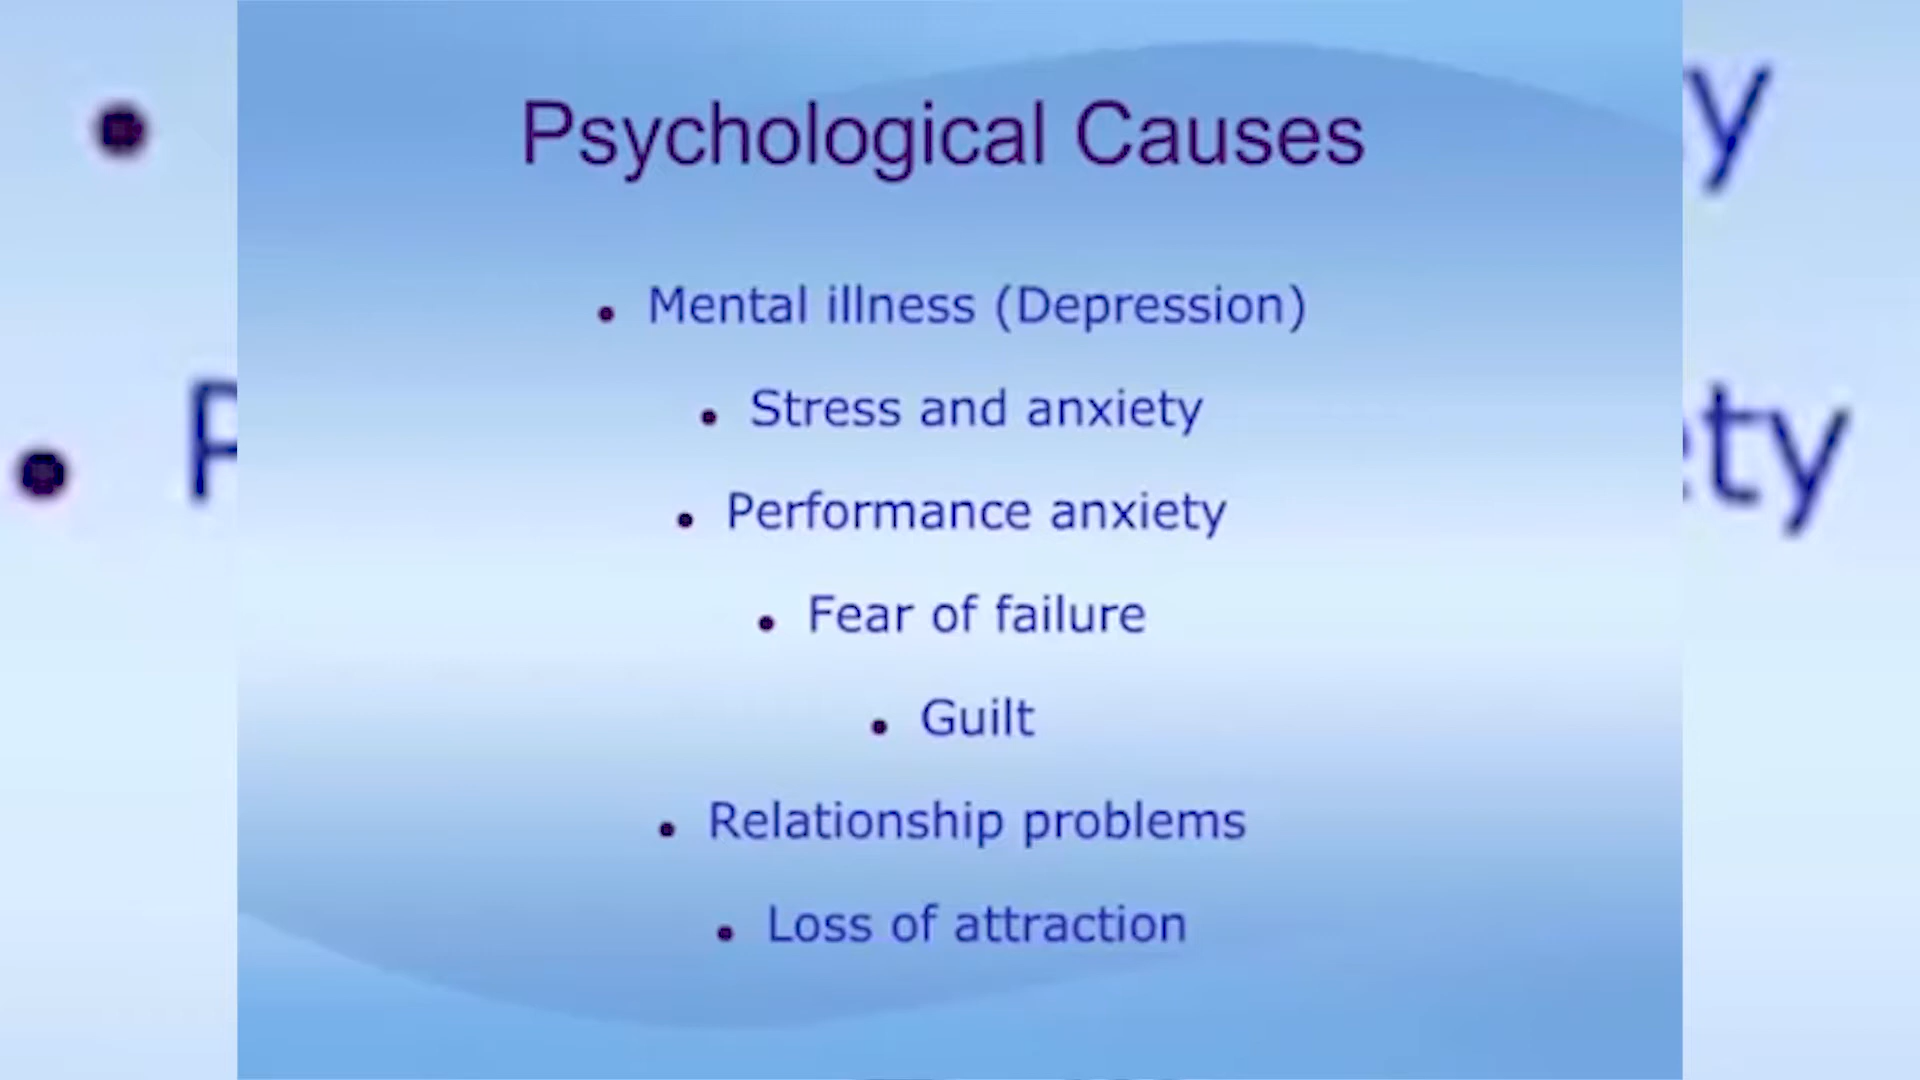 Psychological Causes
• Mental illness (Depression)
• Stress and anxiety
• Performance anxiety
• Fear of failure
• Guilt
• Relationship problems
• Loss of attraction